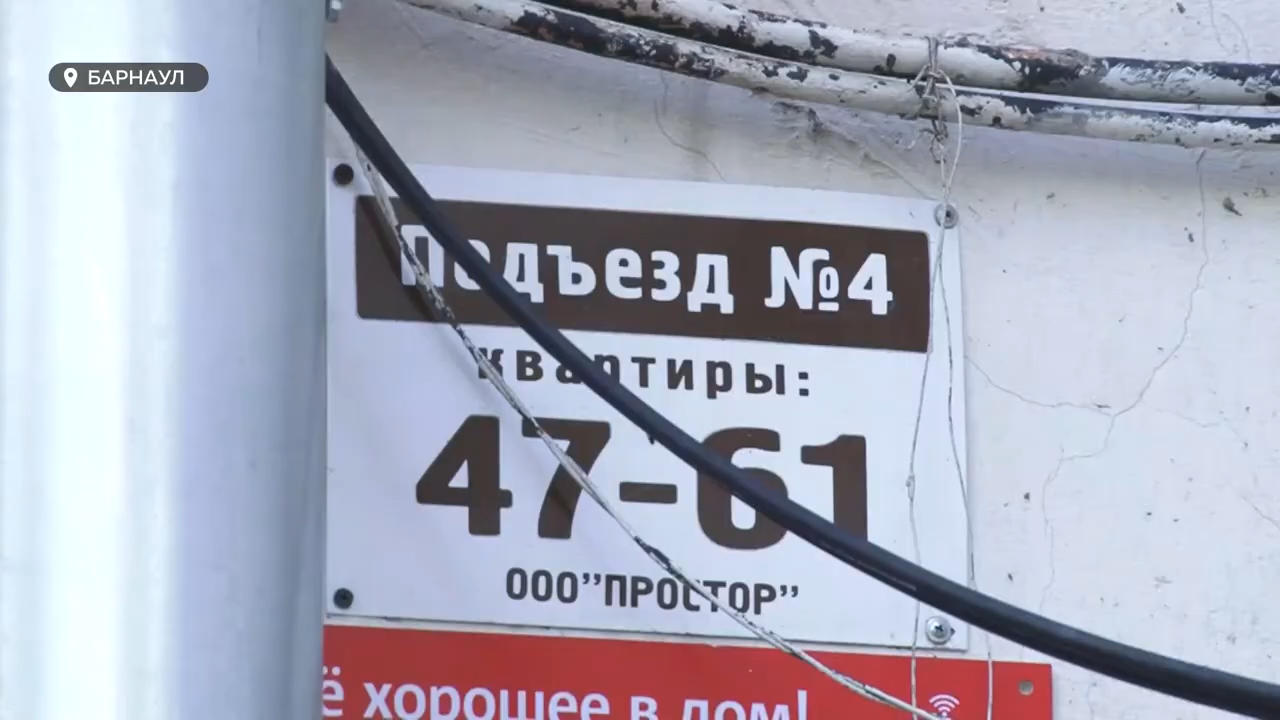 БАРНАУЛ
Подъезд №4
квартиры:
47-61
ООО"ПРОСТОР"
ё хорошее в дом!